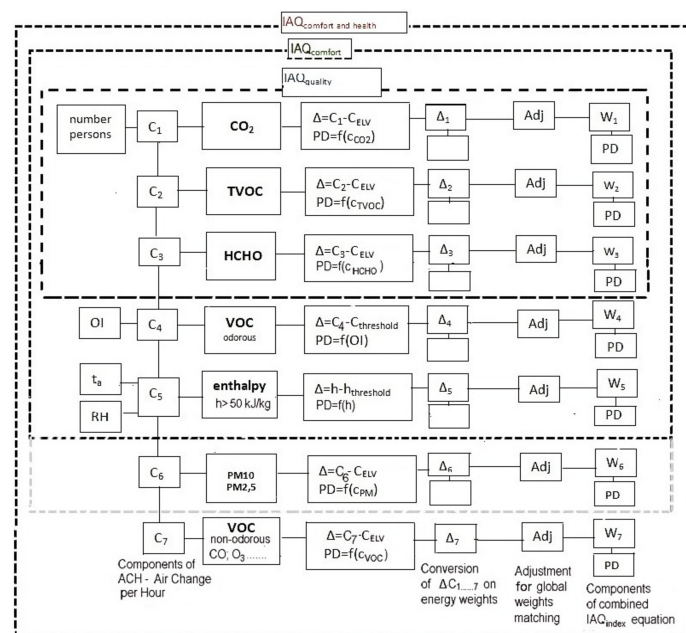 IAQcomfort and health
IAQcomfort
IAQquality
number persons
C1
CO2
Δ=C1-CELV
PD=f(cCO2)
Δ1
Adj
W1
PD
C2
TVOC
Δ=C2-CELV
PD=f(cTVOC)
Δ2
Adj
W2
PD
C3
HCHO
Δ=C3-CELV
PD=f(cHCHO)
Δ3
Adj
W3
PD
OI
C4
VOC
odorous
Δ=C4-Cthreshold
PD=f(OI)
Δ4
Adj
W4
PD
ta
RH
C5
enthalpy
h> 50 kJ/kg
Δ=h-hthreshold
PD=f(h)
Δ5
Adj
W5
PD
C6
PM10
PM2,5
Δ=C6- CELV
PD=f(cPM)
Δ6
Adj
W6
PD
C7
VOC
non-odorous
CO; O3.......
Δ=C7-CELV
PD=f(cVOC)
Δ7
Adj
W7
PD
Components of
ACH - Air Change
per Hour
Conversion
of ΔC1.....7 on
energy weights
Adjustment
for global
weights
matching
Components
of combined
IAQindex equation